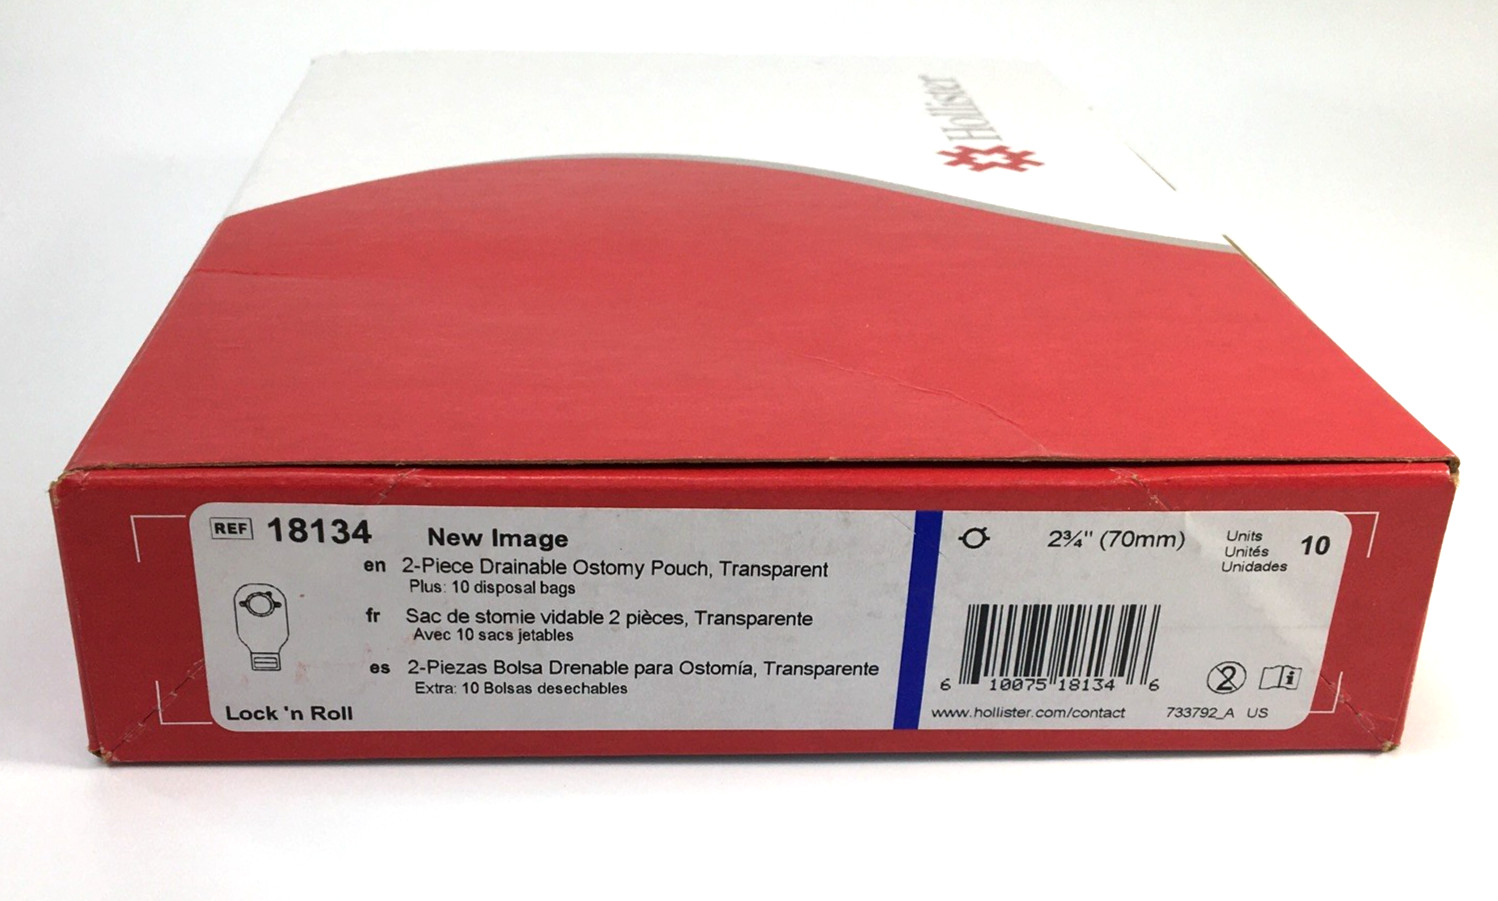 Hollister
REF 18134 New Image
en 2-Piece Drainable Ostomy Pouch, Transparent
Plus: 10 disposal bags
fr Sac de stomie vidable 2 pièces, Transparente
Avec 10 sacs jetables
es 2-Piezas Bolsa Drenable para Ostomía, Transparente
Extra: 10 Bolsas desechables
Lock 'n Roll
2¾" (70mm)
Units
Unités
Unidades
10
6 10075 18134 6
2
i
www.hollister.com/contact 733792_A US